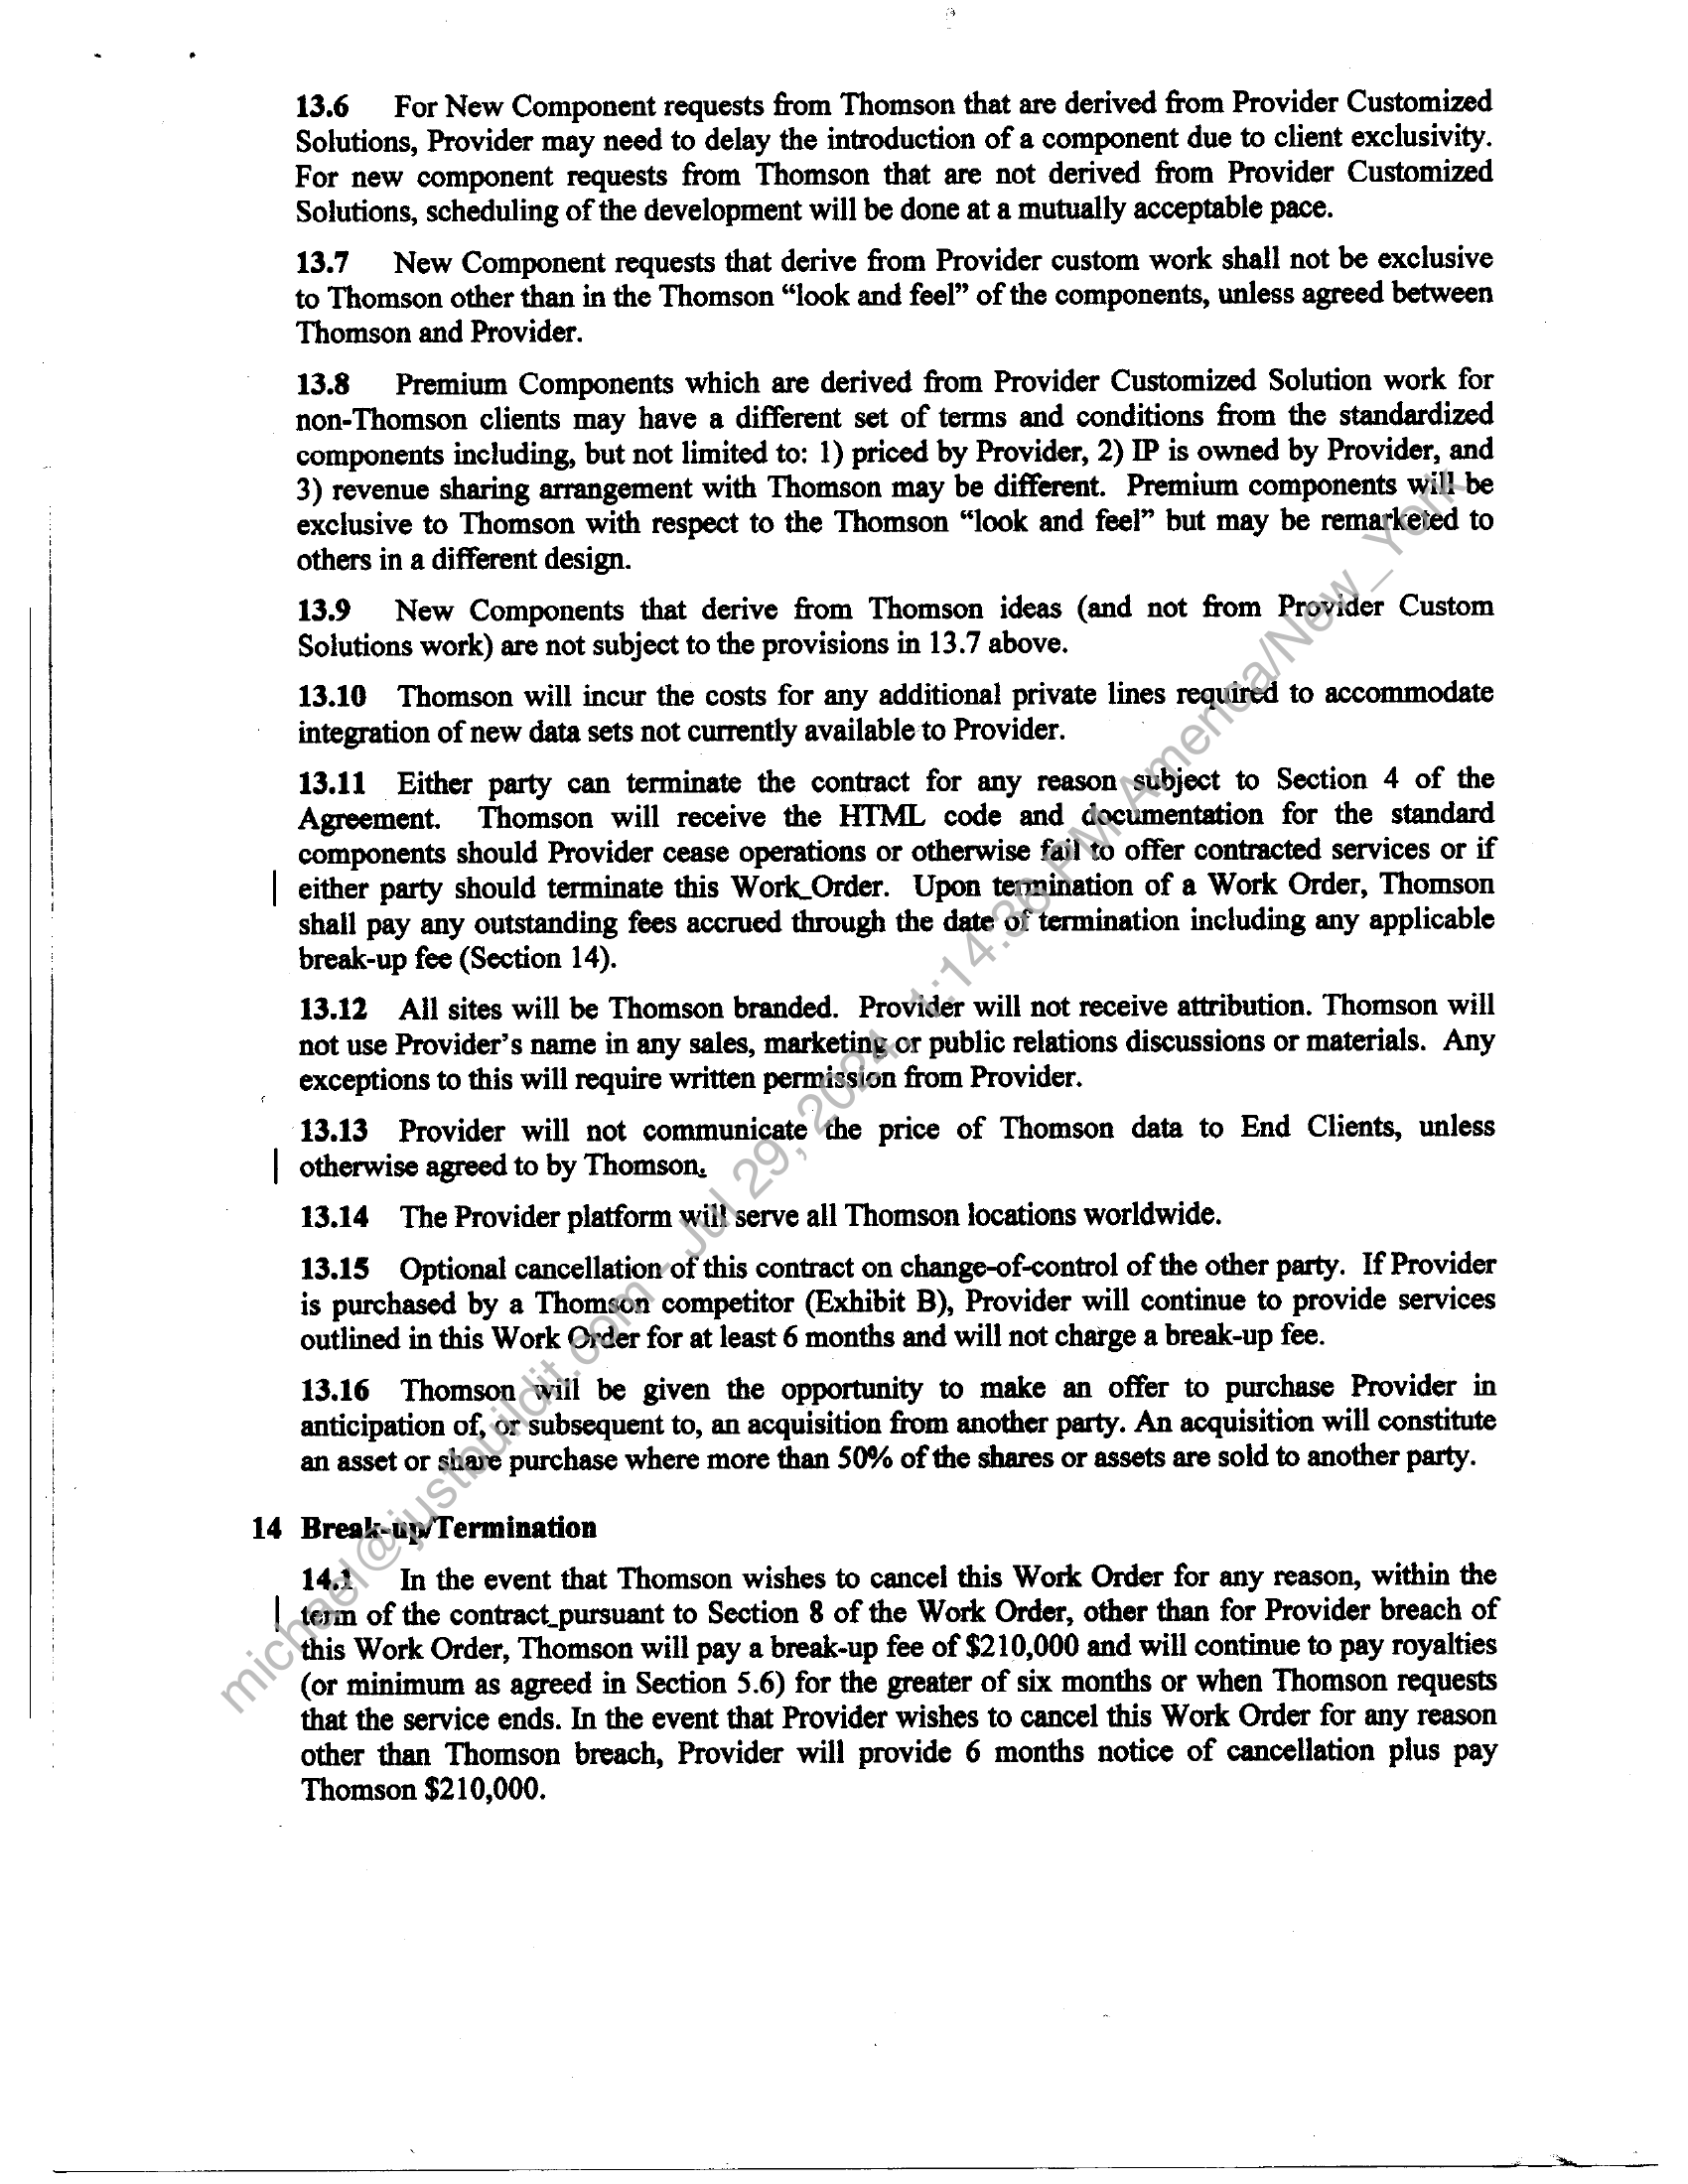 13.6 For New Component requests from Thomson that are derived from Provider Customized
Solutions, Provider may need to delay the introduction of a component due to client exclusivity.
For new component requests from Thomson that are not derived from Provider Customized
Solutions, scheduling of the development will be done at a mutually acceptable pace.
13.7 New Component requests that derive from Provider custom work shall not be exclusive
to Thomson other than in the Thomson “look and feel” of the components, unless agreed between
Thomson and Provider.
13.8 Premium Components which are derived from Provider Customized Solution work for
non-Thomson clients may have a different set of terms and conditions from the standardized
components including, but not limited to: 1) priced by Provider, 2) IP is owned by Provider, and
3) revenue sharing arrangement with Thomson may be different. Premium components will be
exclusive to Thomson with respect to the Thomson “look and feel” but may be remarketed to
others in a different design.
13.9 New Components that derive from Thomson ideas (and not from Provider Custom
Solutions work) are not subject to the provisions in 13.7 above.
13.10 Thomson will incur the costs for any additional private lines required to accommodate
integration of new data sets not currently available to Provider.
13.11 Either party can terminate the contract for any reason subject to Section 4 of the
Agreement. Thomson will receive the HTML code and documentation for the standard
components should Provider cease operations or otherwise fail to offer contracted services or if
either party should terminate this Work Order. Upon termination of a Work Order, Thomson
shall pay any outstanding fees accrued through the date of termination including any applicable
break-up fee (Section 14).
13.12 All sites will be Thomson branded. Provider will not receive attribution. Thomson will
not use Provider’s name in any sales, marketing or public relations discussions or materials. Any
exceptions to this will require written permission from Provider.
13.13 Provider will not communicate the price of Thomson data to End Clients, unless
otherwise agreed to by Thomson.
13.14 The Provider platform will serve all Thomson locations worldwide.
13.15 Optional cancellation of this contract on change-of-control of the other party. If Provider
is purchased by a Thomson competitor (Exhibit B), Provider will continue to provide services
outlined in this Work Order for at least 6 months and will not charge a break-up fee.
13.16 Thomson will be given the opportunity to make an offer to purchase Provider in
anticipation of, or subsequent to, an acquisition from another party. An acquisition will constitute
an asset or share purchase where more than 50% of the shares or assets are sold to another party.
14 Break-up/Termination
14.1 In the event that Thomson wishes to cancel this Work Order for any reason, within the
term of the contract pursuant to Section 8 of the Work Order, other than for Provider breach of
this Work Order, Thomson will pay a break-up fee of $210,000 and will continue to pay royalties
(or minimum as agreed in Section 5.6) for the greater of six months or when Thomson requests
that the service ends. In the event that Provider wishes to cancel this Work Order for any reason
other than Thomson breach, Provider will provide 6 months notice of cancellation plus pay
Thomson $210,000.
michael@justbuildit.com - Jul 29, 2024, 1:14:36 PM America/New_York